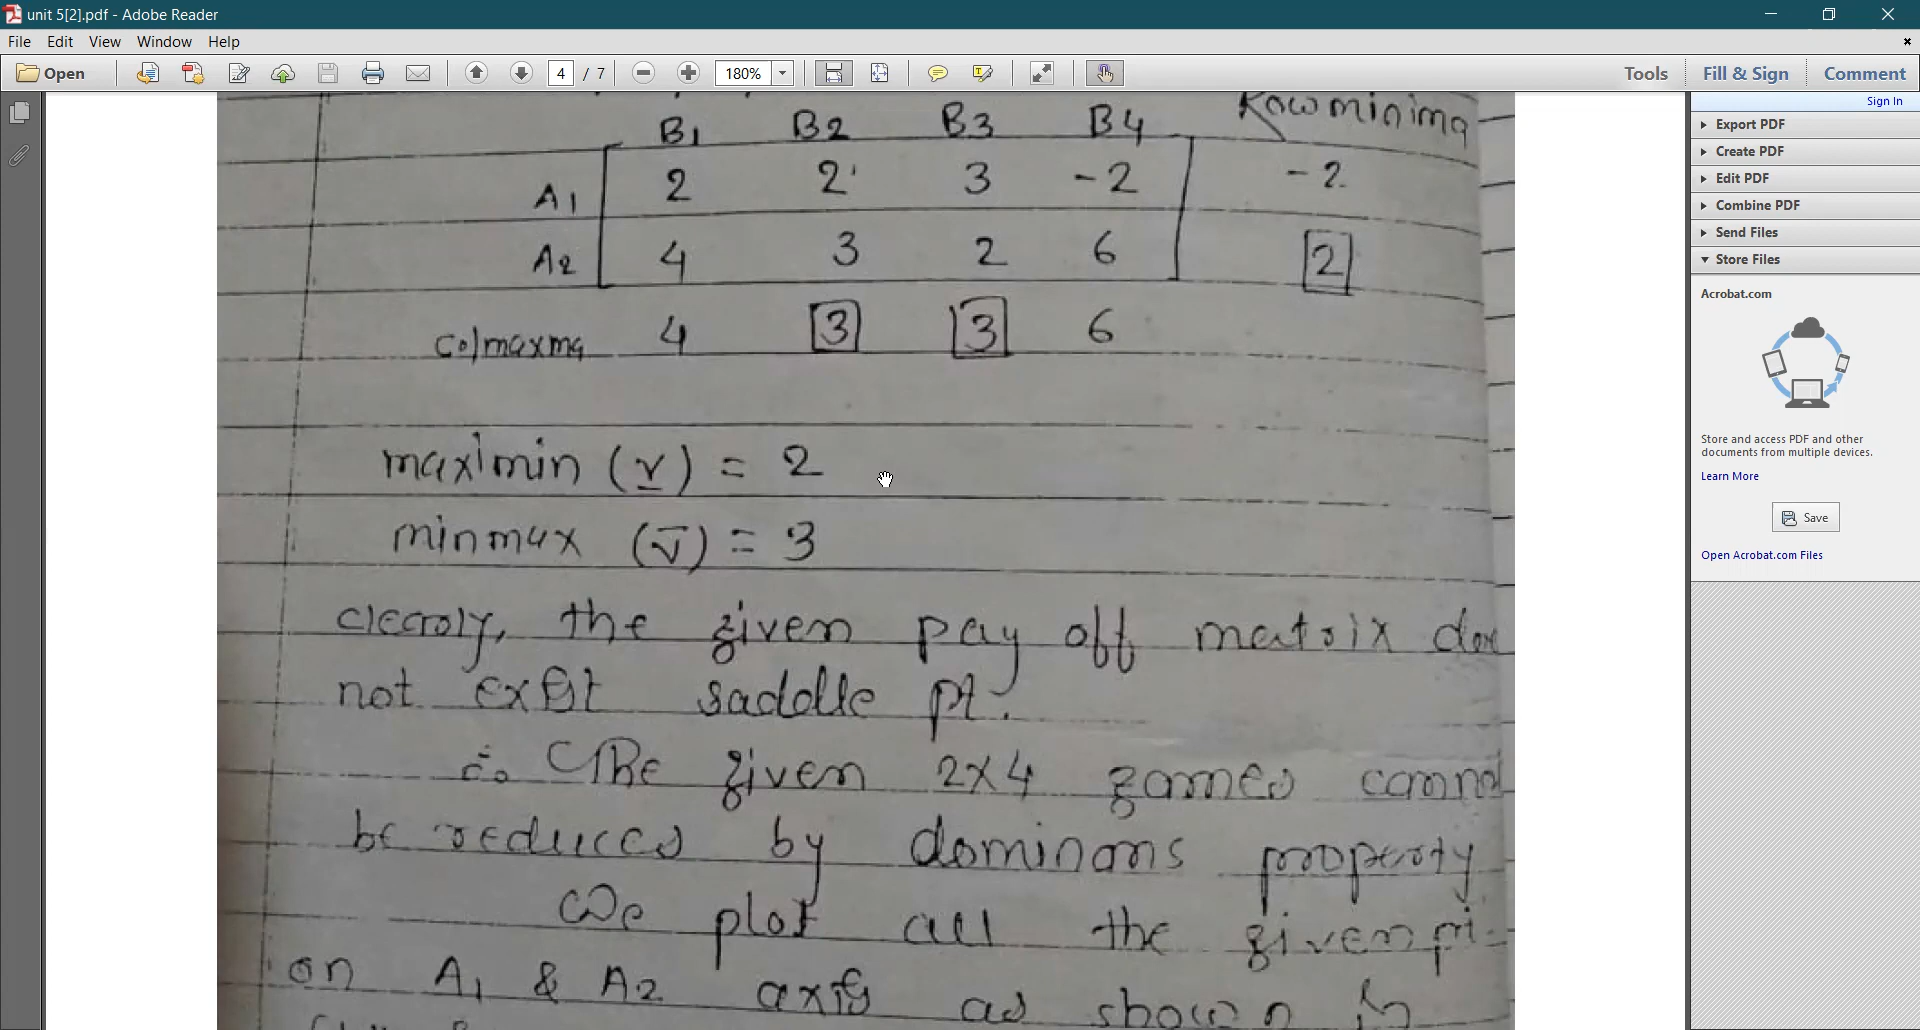 unit 5[2].pdf - Adobe Reader
File Edit View Window Help
Open 4 / 7 180% Tools Fill & Sign Comment
Sign In
Export PDF
Create PDF
Edit PDF
Combine PDF
Send Files
Store Files
Acrobat.com
Store and access PDF and other
documents from multiple devices.
Learn More
Save
Open Acrobat.com Files
B1 B2 B3 B4 Row minima
A1 2 2 3 -2 -2
A2 4 3 2 6 2
Col maxma 4 3 3 6
maximin (v̲) = 2
minmax (v̄) = 3
clearly, the given pay off matrix
not exist saddle pt.
∴ The given 2x4 games
be reduces by dominans property
We plot all the given pt.
on A1 & A2 axis as shown in